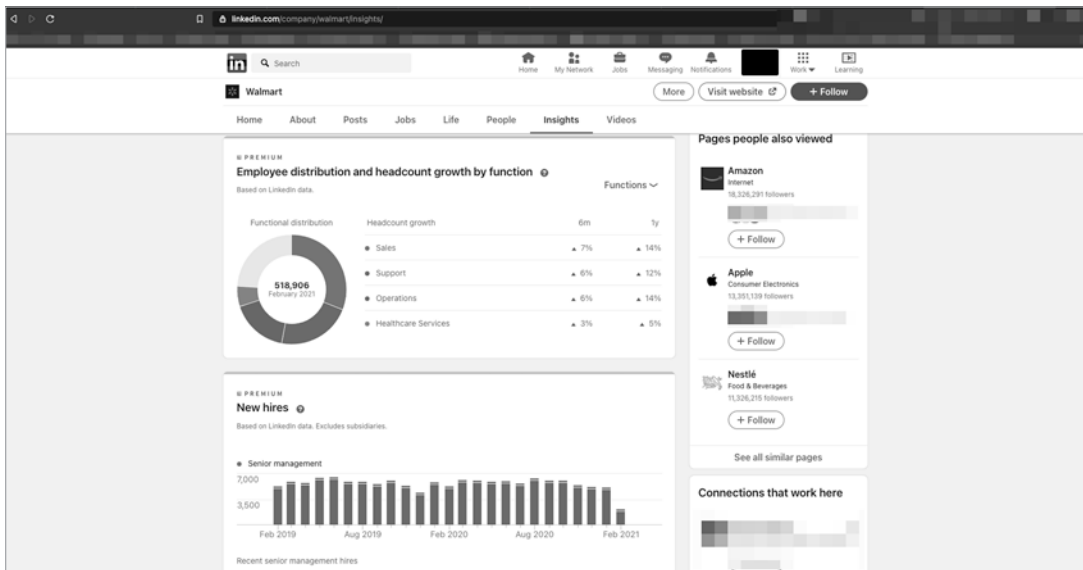 linkedin.com/company/walmart/insights/
in
Search
Home
My Network
Jobs
Messaging
Notifications
Work
Learning
Walmart
More
Visit website
+ Follow
Home About Posts Jobs Life People Insights Videos
PREMIUM
Employee distribution and headcount growth by function
Based on LinkedIn data.
Functions
Functional distribution
518,906
February 2021
Headcount growth 6m 1y
Sales 7% 14%
Support 6% 12%
Operations 6% 14%
Healthcare Services 3% 5%
PREMIUM
New hires
Based on LinkedIn data. Excludes subsidiaries.
Senior management
7,000
3,500
Feb 2019 Aug 2019 Feb 2020 Aug 2020 Feb 2021
Recent senior management hires
Pages people also viewed
Amazon
Internet
18,326,291 followers
+ Follow
Apple
Consumer Electronics
13,351,139 followers
+ Follow
Nestlé
Food & Beverages
11,326,215 followers
+ Follow
See all similar pages
Connections that work here